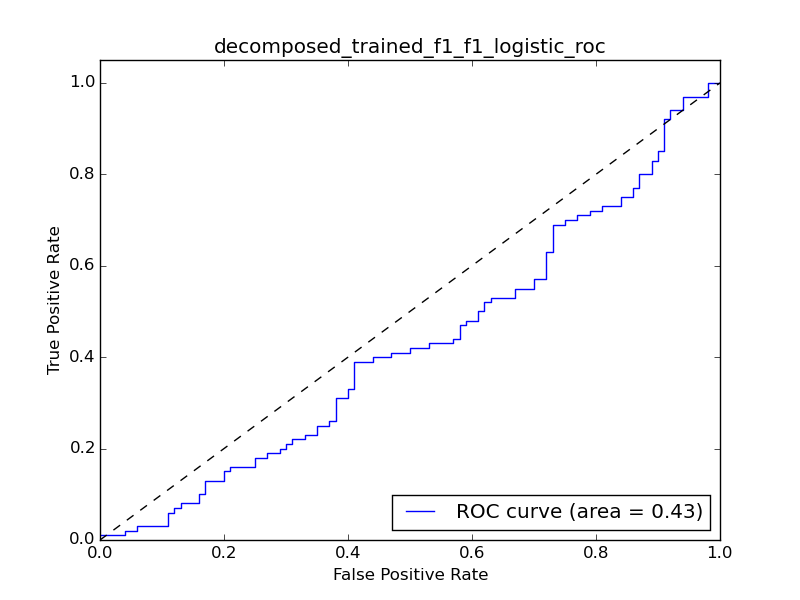 decomposed_trained_f1_f1_logistic_roc
1.0
0.8
0.6
0.4
0.2
0.0
True Positive Rate
ROC curve (area = 0.43)
0.0 0.2 0.4 0.6 0.8 1.0
False Positive Rate